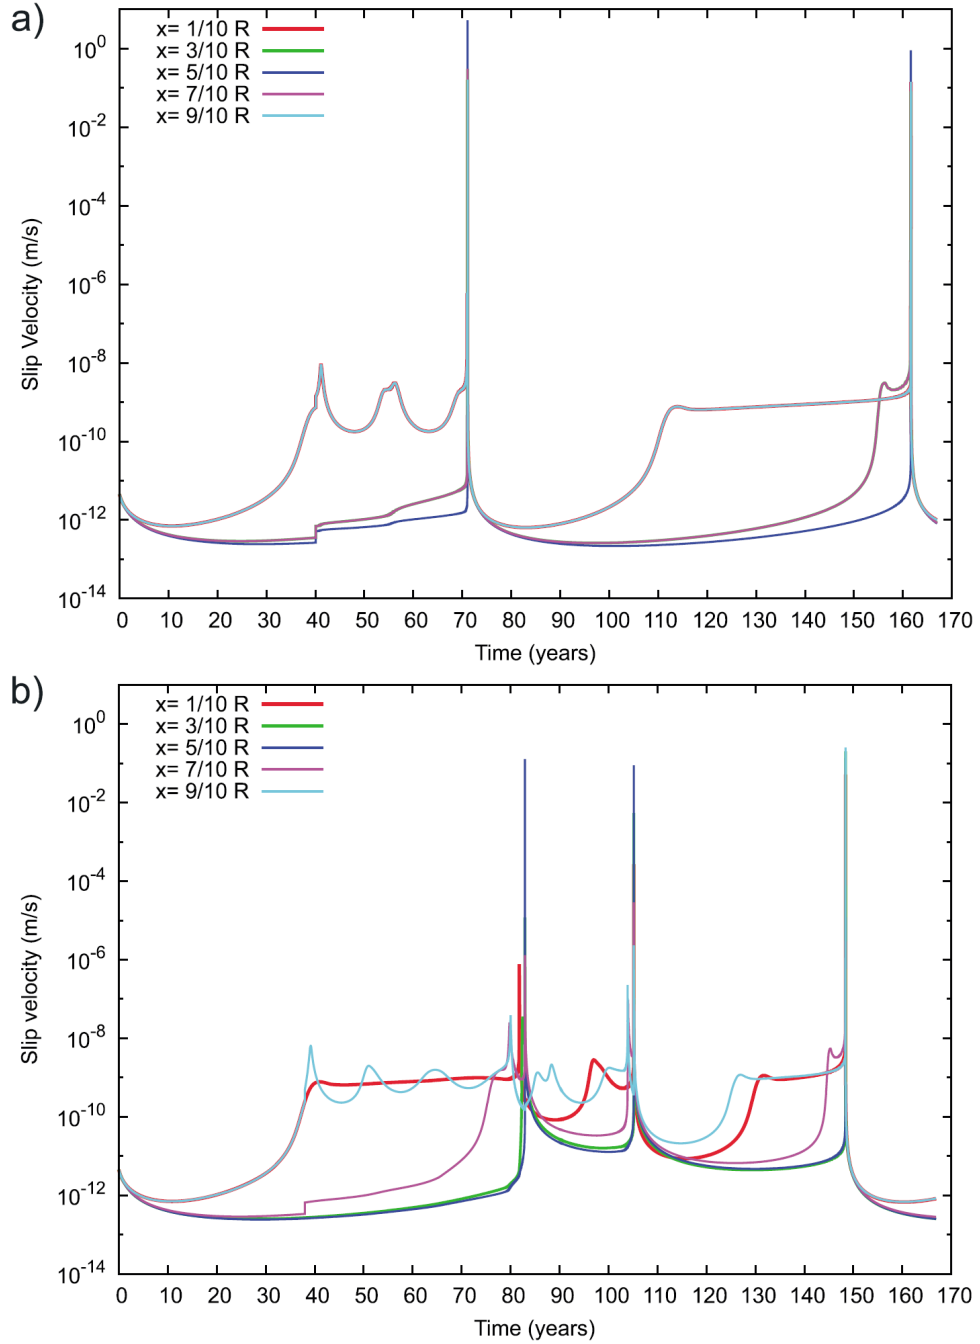 a)
x= 1/10 R
x= 3/10 R
x= 5/10 R
x= 7/10 R
x= 9/10 R
10^0
10^-2
10^-4
10^-6
10^-8
10^-10
10^-12
10^-14
Slip Velocity (m/s)
0 10 20 30 40 50 60 70 80 90 100 110 120 130 140 150 160 170
Time (years)
b)
x= 1/10 R
x= 3/10 R
x= 5/10 R
x= 7/10 R
x= 9/10 R
10^0
10^-2
10^-4
10^-6
10^-8
10^-10
10^-12
10^-14
Slip velocity (m/s)
0 10 20 30 40 50 60 70 80 90 100 110 120 130 140 150 160 170
Time (years)